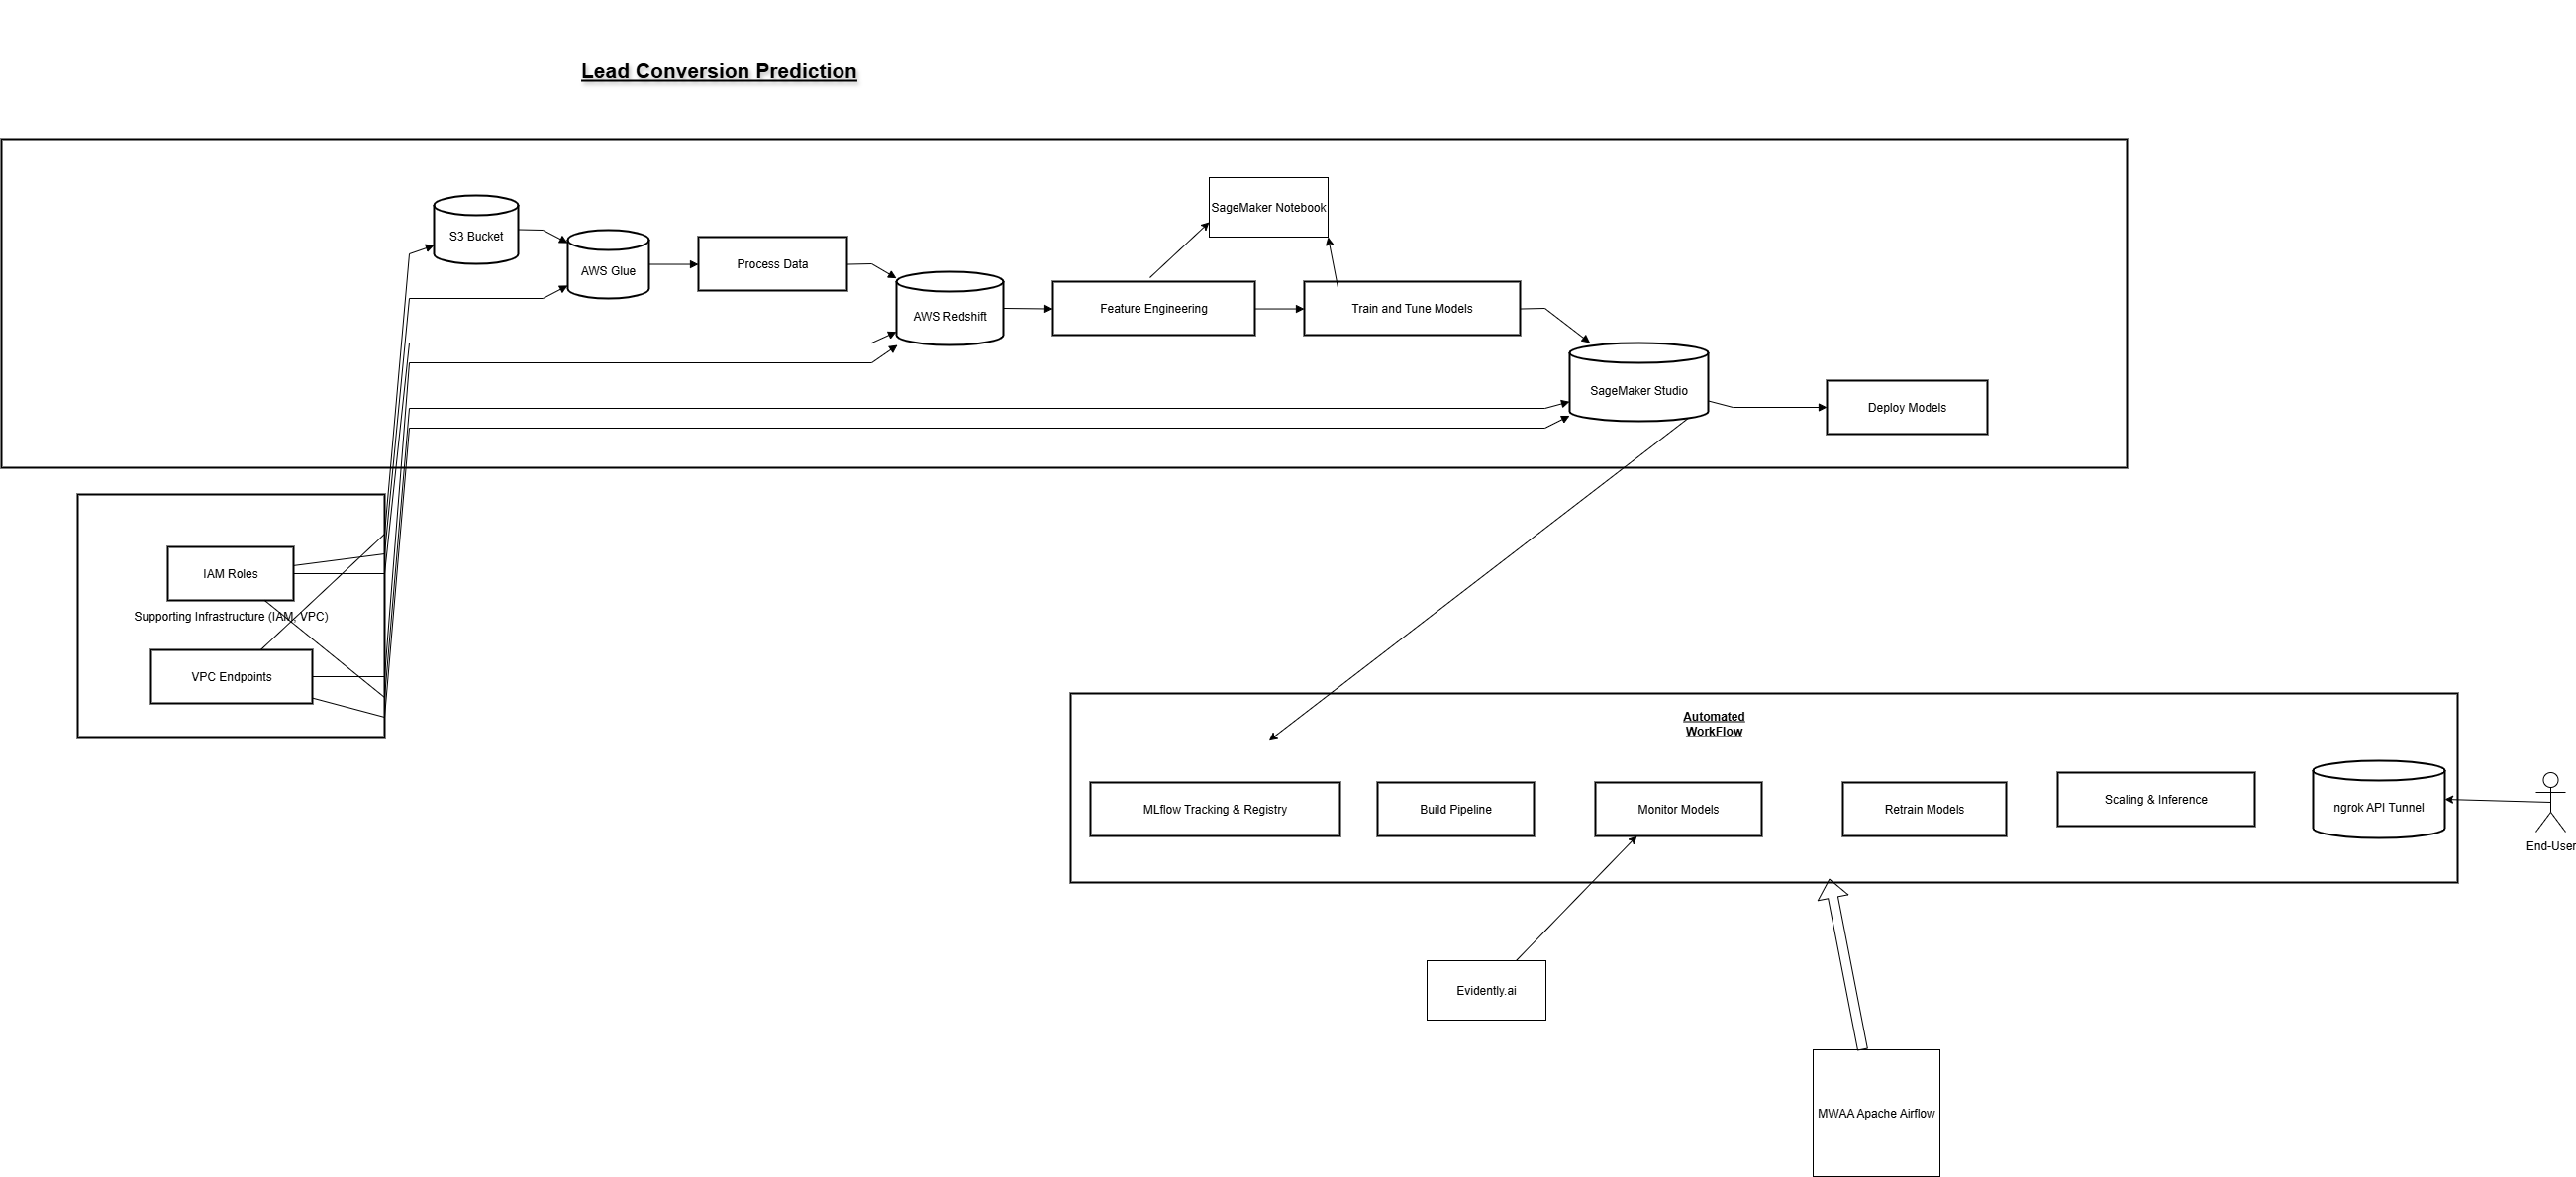 Lead Conversion Prediction
SageMaker Notebook
S3 Bucket
AWS Glue
Process Data
AWS Redshift
Feature Engineering
Train and Tune Models
SageMaker Studio
Deploy Models
IAM Roles
Supporting Infrastructure (IAM, VPC)
VPC Endpoints
Automated
WorkFlow
MLflow Tracking & Registry
Build Pipeline
Monitor Models
Retrain Models
Scaling & Inference
ngrok API Tunnel
End-User
Evidently.ai
MWAA Apache Airflow